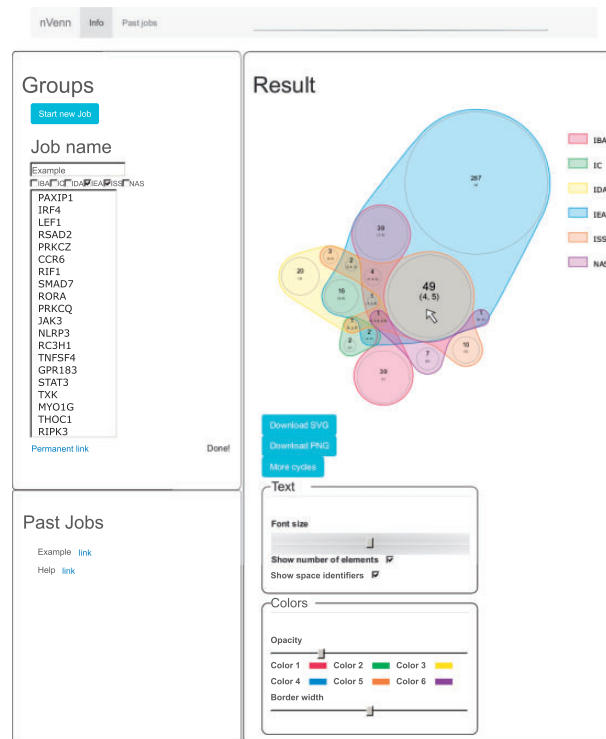 nVenn Info Past jobs
Groups
Start new Job
Job name
Example
IBA IC IDA IEA ISS NAS
PAXIP1
IRF4
LEF1
RSAD2
PRKCZ
CCR6
RIF1
SMAD7
RORA
PRKCQ
JAK3
NLRP3
RC3H1
TNFSF4
GPR183
STAT3
TXK
MYO1G
THOC1
RIPK3
Permanent link Done!
Past Jobs
Example link
Help link
Result
267
39
3
2
4
20
16
1
49
(4, 5)
1
1
2
2
7
10
39
IBA
IC
IDA
IEA
ISS
NAS
Download SVG
Download PNG
More cycles
Text
Font size
Show number of elements
Show space identifiers
Colors
Opacity
Color 1 Color 2 Color 3
Color 4 Color 5 Color 6
Border width